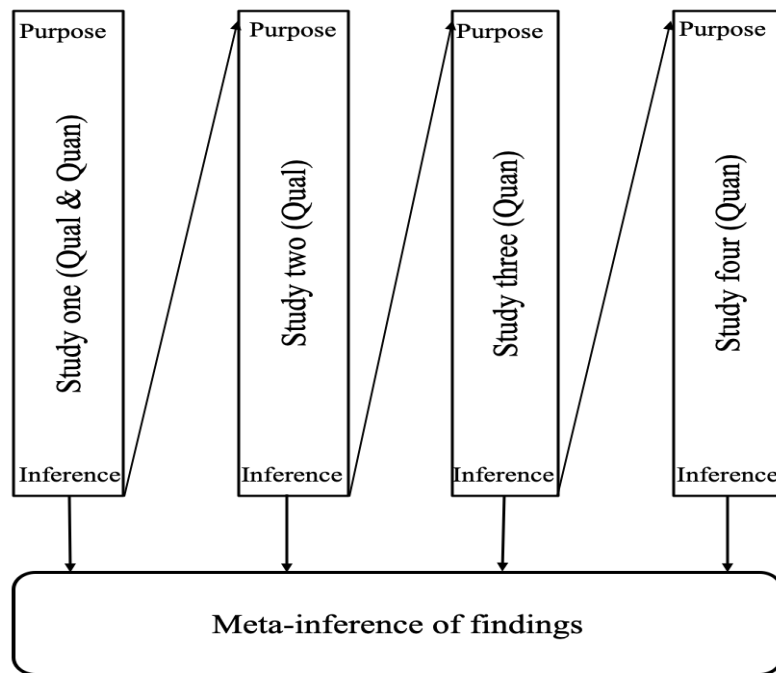 Purpose
Study one (Qual & Quan)
Inference
Purpose
Study two (Qual)
Inference
Purpose
Study three (Quan)
Inference
Purpose
Study four (Quan)
Inference
Meta-inference of findings